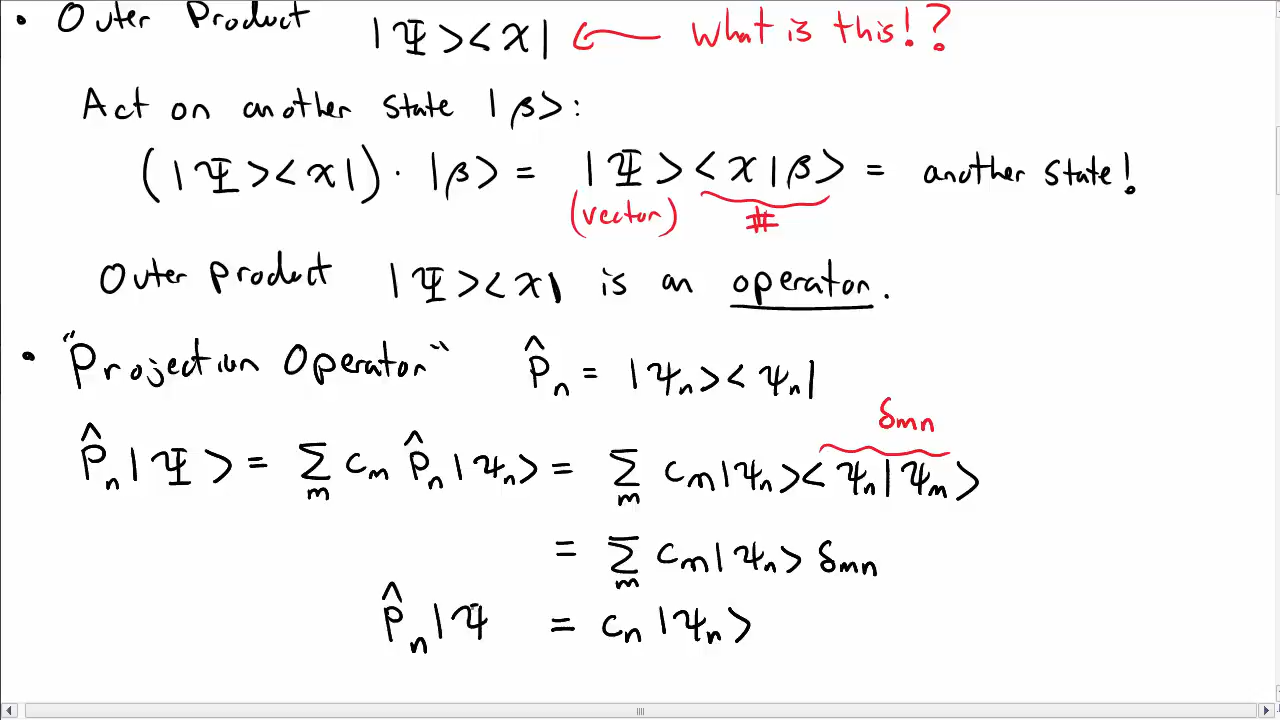 • Outer Product |Ψ><χ| ← What is this!?
Act on another state |β>:
(|Ψ><χ|)·|β> = |Ψ><χ|β> = another state!
(vector) #
Outer product |Ψ><χ| is an operator.
• "Projection Operator" P̂ₙ = |ψₙ><ψₙ|
δₘₙ
P̂ₙ|Ψ> = Σₘ cₘ P̂ₙ|ψₙ> = Σₘ cₘ|ψₙ><ψₙ|ψₘ>
= Σₘ cₘ|ψₙ> δₘₙ
P̂ₙ|Ψ = cₙ|ψₙ>